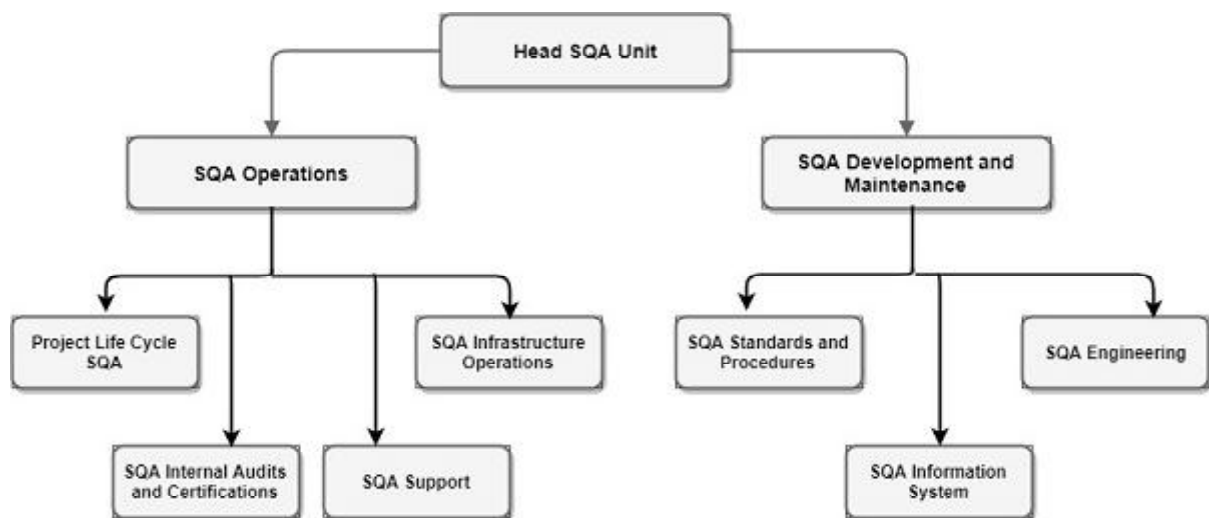 Head SQA Unit
SQA Operations
SQA Development and
Maintenance
Project Life Cycle
SQA
SQA Infrastructure
Operations
SQA Standards and
Procedures
SQA Engineering
SQA Internal Audits
and Certifications
SQA Support
SQA Information
System